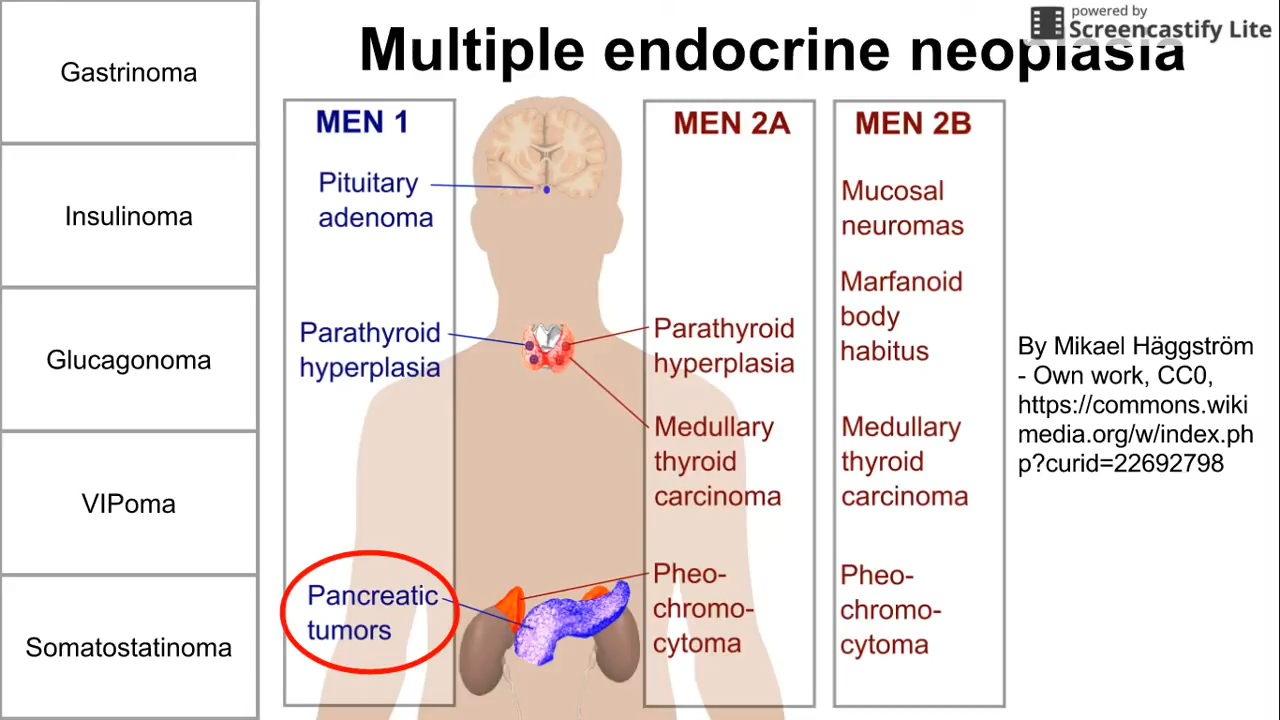 powered by
Screencastify Lite
Multiple endocrine neoplasia
Gastrinoma
Insulinoma
Glucagonoma
VIPoma
Somatostatinoma
MEN 1
Pituitary
adenoma
Parathyroid
hyperplasia
Pancreatic
tumors
MEN 2A
Parathyroid
hyperplasia
Medullary
thyroid
carcinoma
Pheo-
chromo-
cytoma
MEN 2B
Mucosal
neuromas
Marfanoid
body
habitus
Medullary
thyroid
carcinoma
Pheo-
chromo-
cytoma
By Mikael Häggström
- Own work, CC0,
https://commons.wiki
media.org/w/index.ph
p?curid=22692798